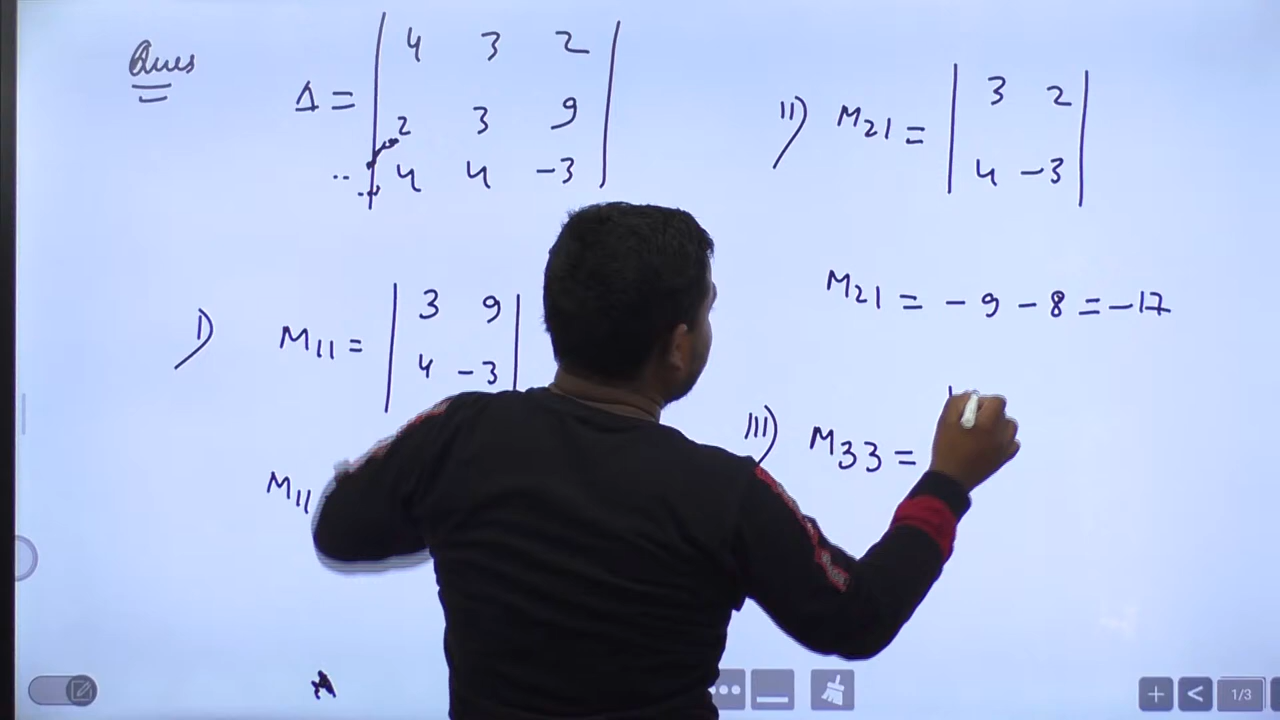 Ques
Δ = | 4 3 2 |
| 2 3 9 |
| 4 4 -3 |
I) M11 = | 3 9 |
| 4 -3 |
M11
II) M21 = | 3 2 |
| 4 -3 |
M21 = - 9 - 8 = -17
III) M33 =
1/3